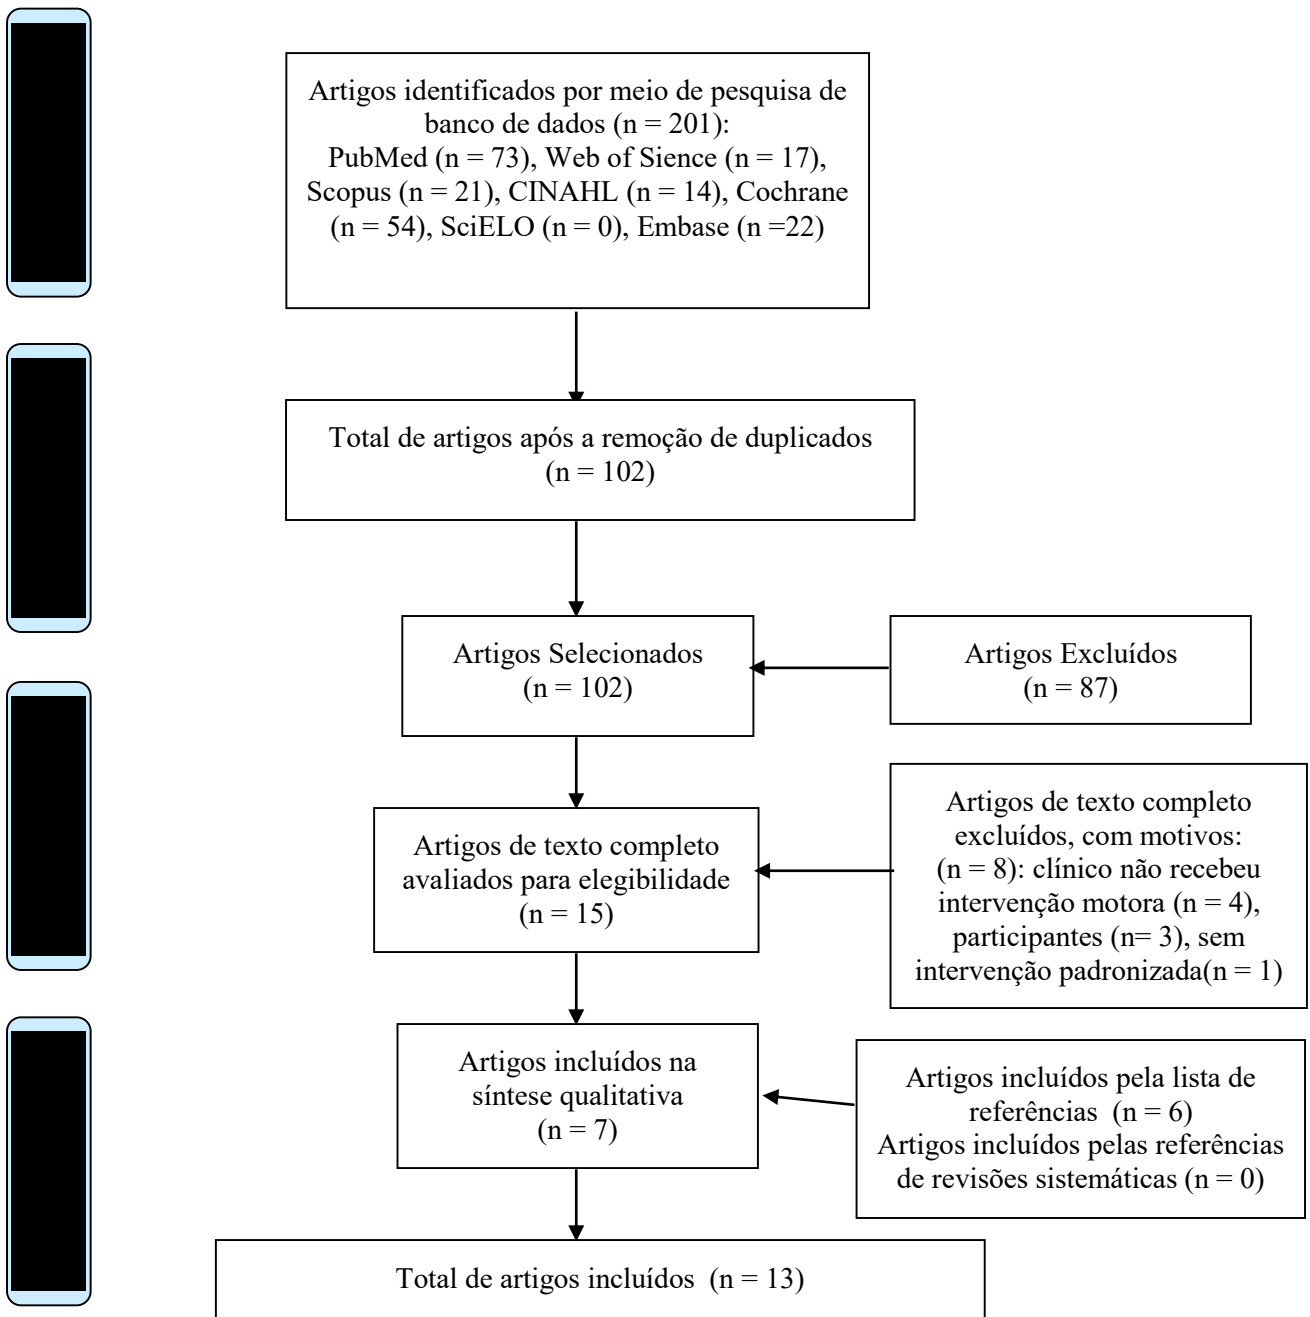 Artigos identificados por meio de pesquisa de
banco de dados (n = 201):
PubMed (n = 73), Web of Sience (n = 17),
Scopus (n = 21), CINAHL (n = 14), Cochrane
(n = 54), SciELO (n = 0), Embase (n =22)
Total de artigos após a remoção de duplicados
(n = 102)
Artigos Selecionados
(n = 102)
Artigos Excluídos
(n = 87)
Artigos de texto completo
avaliados para elegibilidade
(n = 15)
Artigos de texto completo
excluídos, com motivos:
(n = 8): clínico não recebeu
intervenção motora (n = 4),
participantes (n= 3), sem
intervenção padronizada(n = 1)
Artigos incluídos na
síntese qualitativa
(n = 7)
Artigos incluídos pela lista de
referências (n = 6)
Artigos incluídos pelas referências
de revisões sistemáticas (n = 0)
Total de artigos incluídos (n = 13)